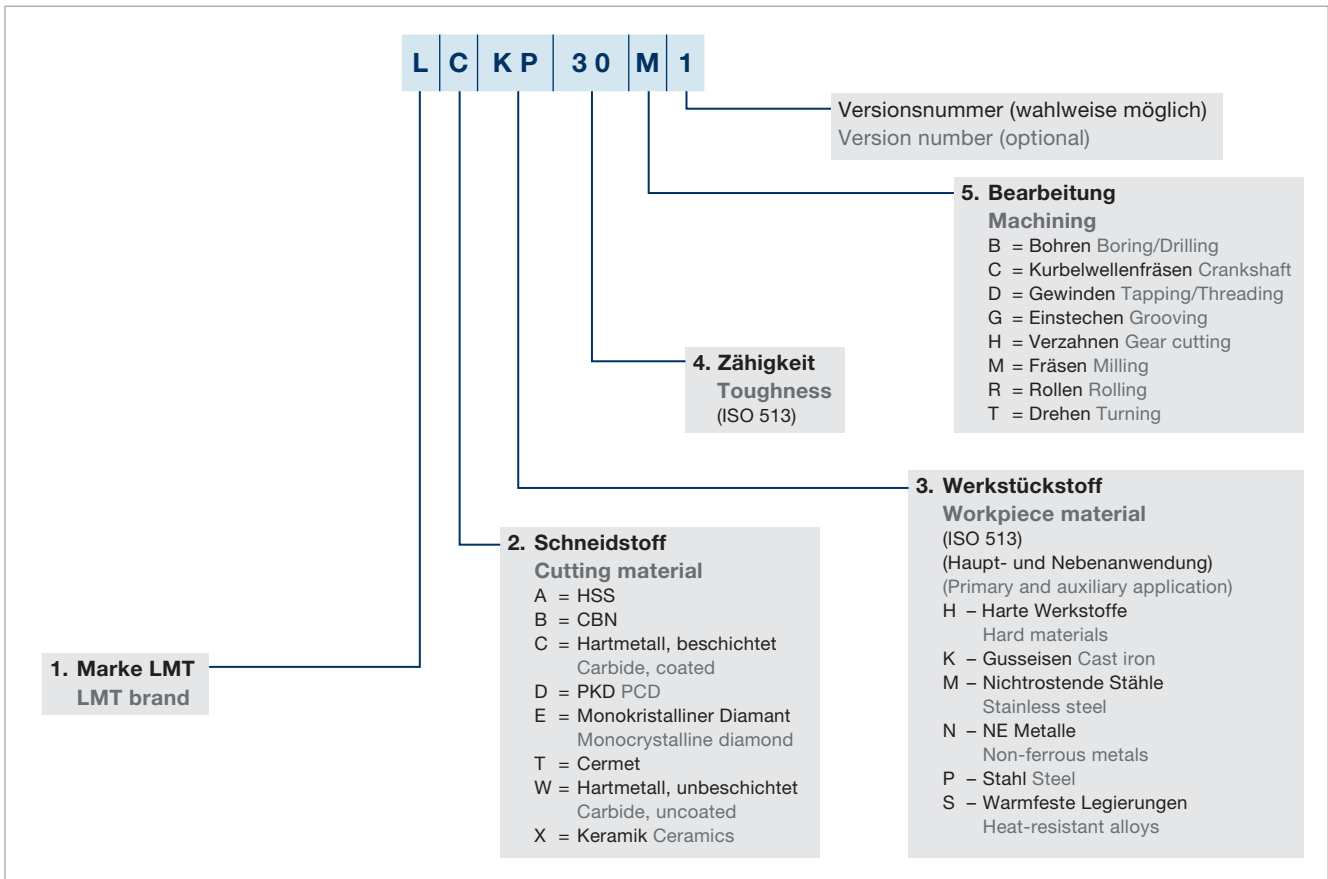 L C K P 3 0 M 1
Versionsnummer (wahlweise möglich)
Version number (optional)
5. Bearbeitung
Machining
B = Bohren Boring/Drilling
C = Kurbelwellenfräsen Crankshaft
D = Gewinden Tapping/Threading
G = Einstechen Grooving
H = Verzahnen Gear cutting
M = Fräsen Milling
R = Rollen Rolling
T = Drehen Turning
4. Zähigkeit
Toughness
(ISO 513)
3. Werkstückstoff
Workpiece material
(ISO 513)
(Haupt- und Nebenanwendung)
(Primary and auxiliary application)
H – Harte Werkstoffe
Hard materials
K – Gusseisen Cast iron
M – Nichtrostende Stähle
Stainless steel
N – NE Metalle
Non-ferrous metals
P – Stahl Steel
S – Warmfeste Legierungen
Heat-resistant alloys
2. Schneidstoff
Cutting material
A = HSS
B = CBN
C = Hartmetall, beschichtet
Carbide, coated
D = PKD PCD
E = Monokristalliner Diamant
Monocrystalline diamond
T = Cermet
W = Hartmetall, unbeschichtet
Carbide, uncoated
X = Keramik Ceramics
1. Marke LMT
LMT brand